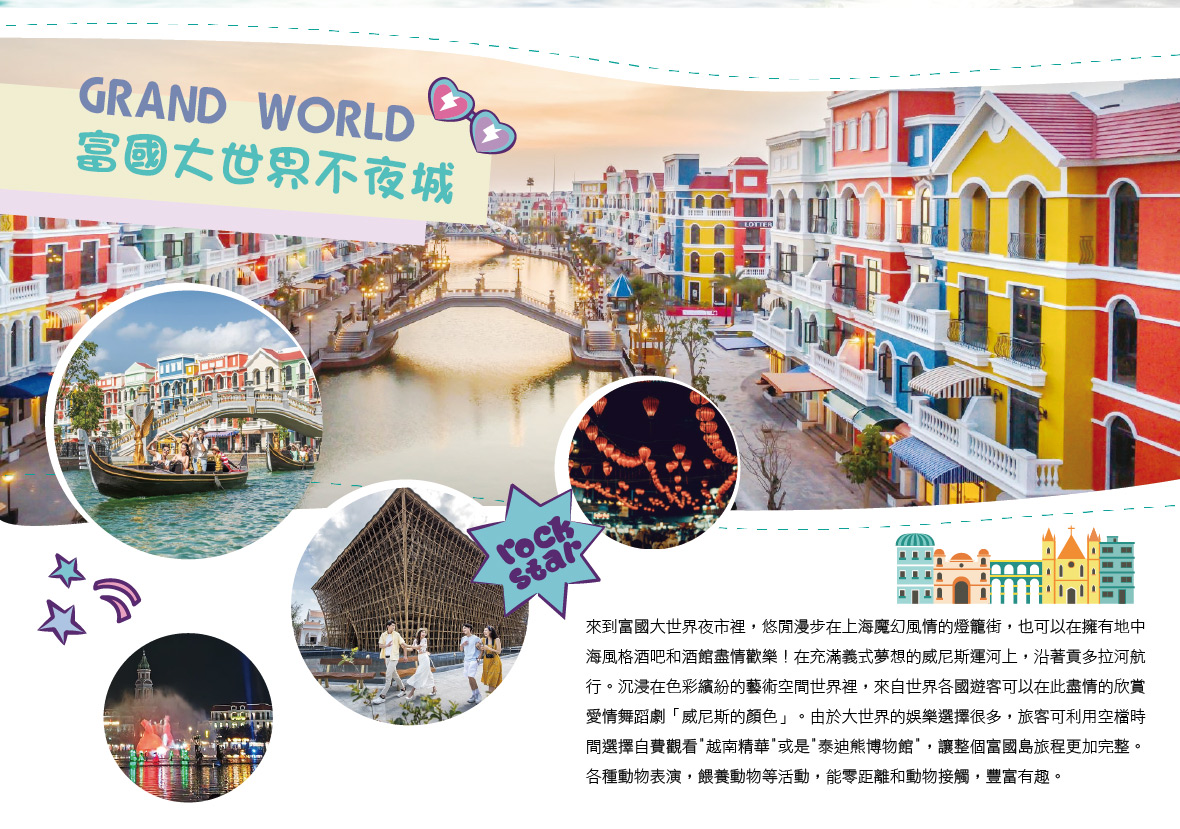 GRAND WORLD
富國大世界不夜城
LOTTER
rock
star
來到富國大世界夜市裡，悠閒漫步在上海魔幻風情的燈籠街，也可以在擁有地中
海風格酒吧和酒館盡情歡樂！在充滿義式夢想的威尼斯運河上，沿著貢多拉河航
行。沉浸在色彩繽紛的藝術空間世界裡，來自世界各國遊客可以在此盡情的欣賞
愛情舞蹈劇「威尼斯的顏色」。由於大世界的娛樂選擇很多，旅客可利用空檔時
間選擇自費觀看"越南精華"或是"泰迪熊博物館"，讓整個富國島旅程更加完整。
各種動物表演，餵養動物等活動，能零距離和動物接觸，豐富有趣。